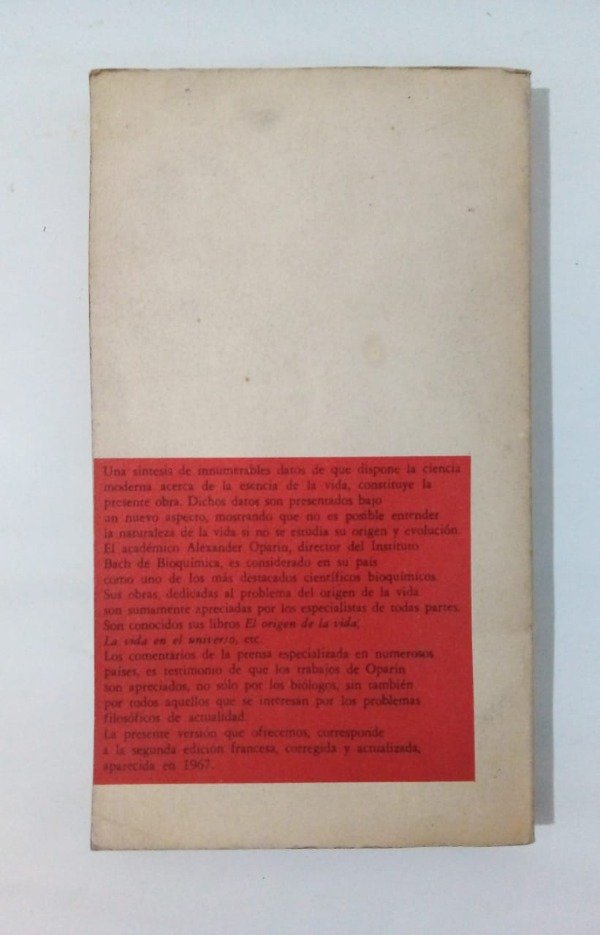 Una síntesis de innumerables datos de que dispone la ciencia
moderna acerca de la esencia de la vida, constituye la
presente obra. Dichos datos son presentados bajo
un nuevo aspecto, mostrando que no es posible entender
la naturaleza de la vida si no se estudia su origen y evolución.
El académico Alexander Oparin, director del Instituto
Bach de Bioquímica, es considerado en su país
como uno de los más destacados científicos bioquímicos.
Sus obras, dedicadas al problema del origen de la vida
son sumamente apreciadas por los especialistas de todas partes.
Son conocidos sus libros El origen de la vida;
La vida en el universo, etc.
Los comentarios de la prensa especializada en numerosos
países, es testimonio de que los trabajos de Oparin
son apreciados, no sólo por los biólogos, sin también
por todos aquellos que se interesan por los problemas
filosóficos de actualidad.
La presente versión que ofrecemos, corresponde
a la segunda edición francesa, corregida y actualizada,
aparecida en 1967.